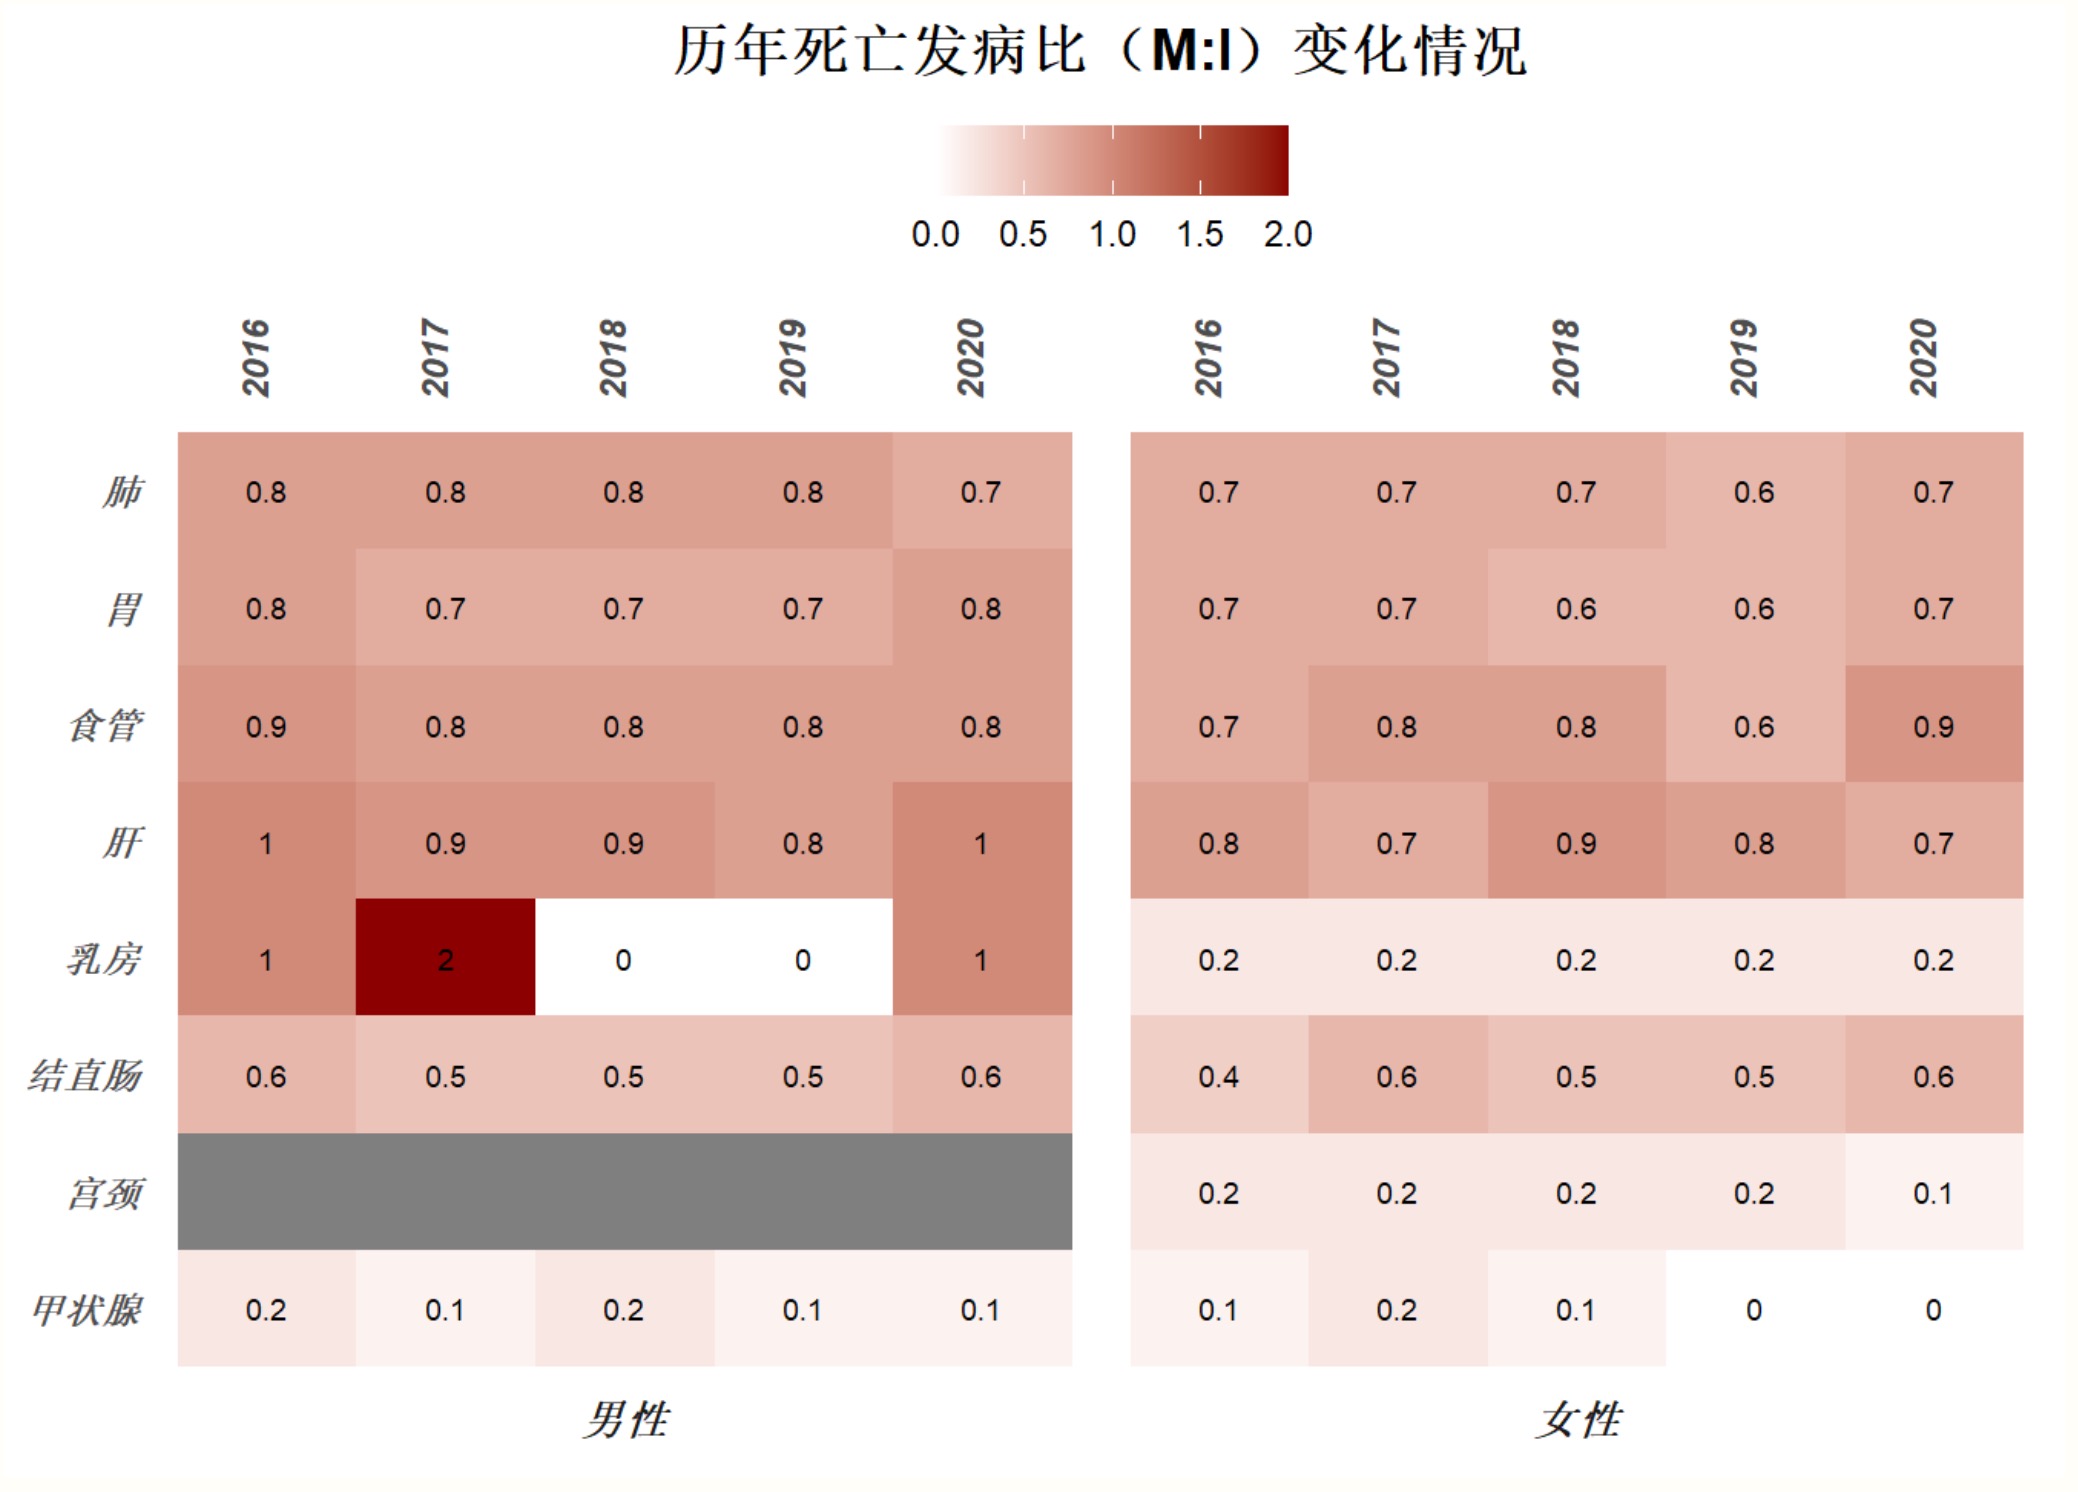 历年死亡发病比（M:I）变化情况
0.0 0.5 1.0 1.5 2.0
2016 2017 2018 2019 2020 2016 2017 2018 2019 2020
肺 0.8 0.8 0.8 0.8 0.7 0.7 0.7 0.7 0.6 0.7
胃 0.8 0.7 0.7 0.7 0.8 0.7 0.7 0.6 0.6 0.7
食管 0.9 0.8 0.8 0.8 0.8 0.7 0.8 0.8 0.6 0.9
肝 1 0.9 0.9 0.8 1 0.8 0.7 0.9 0.8 0.7
乳房 1 2 0 0 1 0.2 0.2 0.2 0.2 0.2
结直肠 0.6 0.5 0.5 0.5 0.6 0.4 0.6 0.5 0.5 0.6
宫颈 0.2 0.2 0.2 0.2 0.1
甲状腺 0.2 0.1 0.2 0.1 0.1 0.1 0.2 0.1 0 0
男性 女性